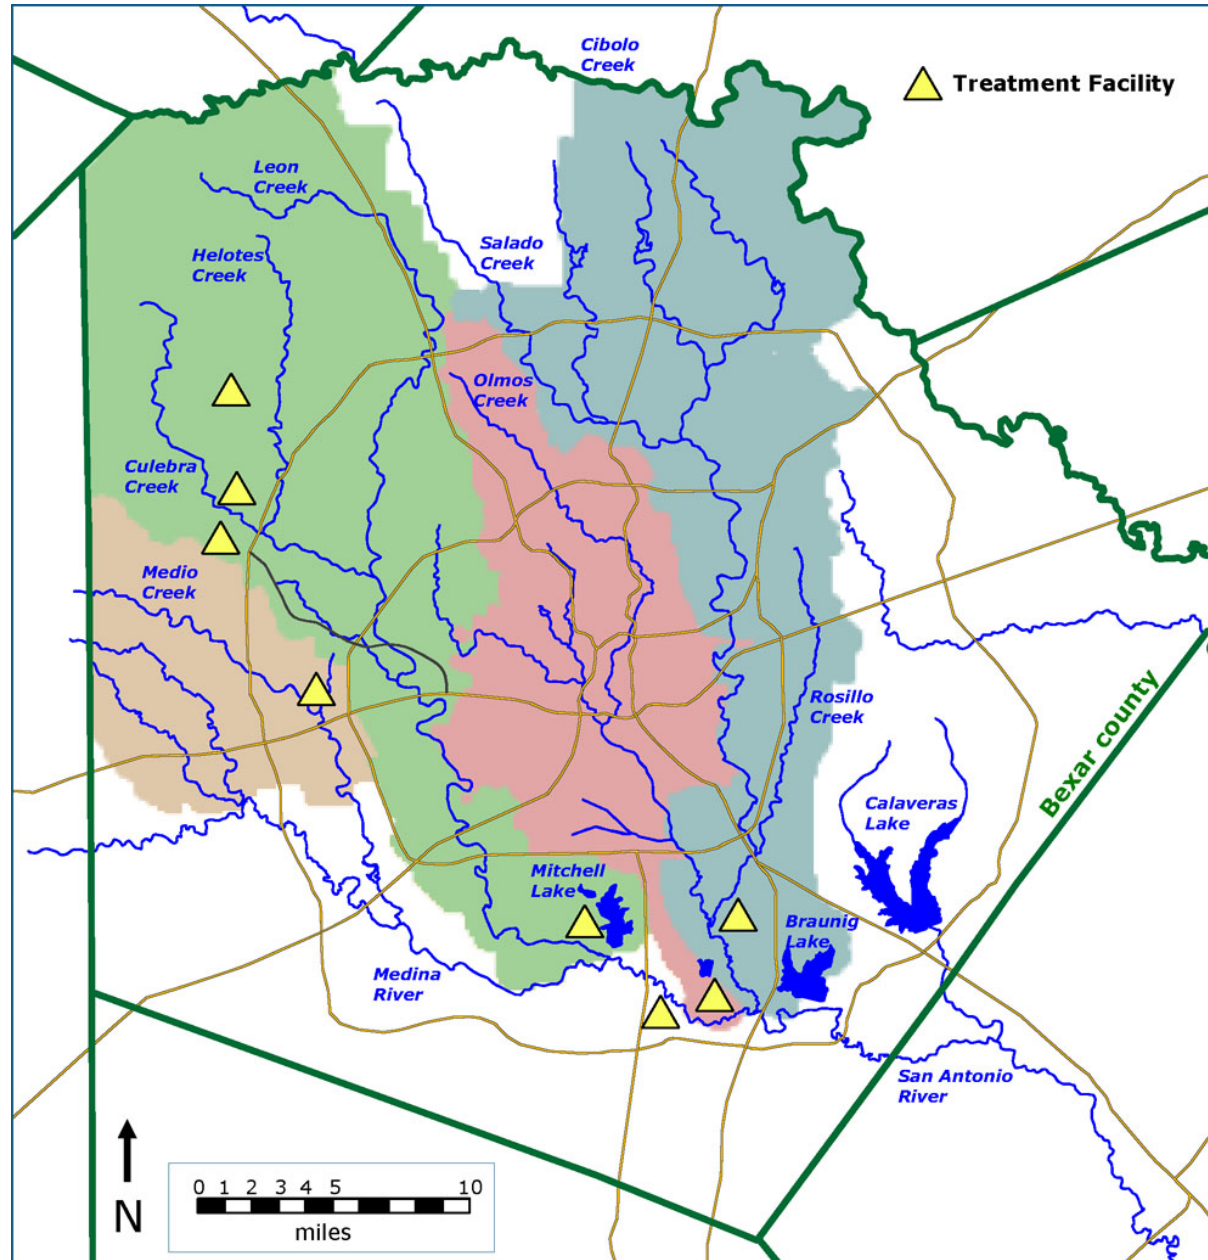 Cibolo
Creek
Treatment Facility
Leon
Creek
Salado
Creek
Helotes
Creek
Olmos
Creek
Culebra
Creek
Medio
Creek
Rosillo
Creek
Bexar county
Calaveras
Lake
Mitchell
Lake
Braunig
Lake
Medina
River
San Antonio
River
N
0 1 2 3 4 5 10
miles